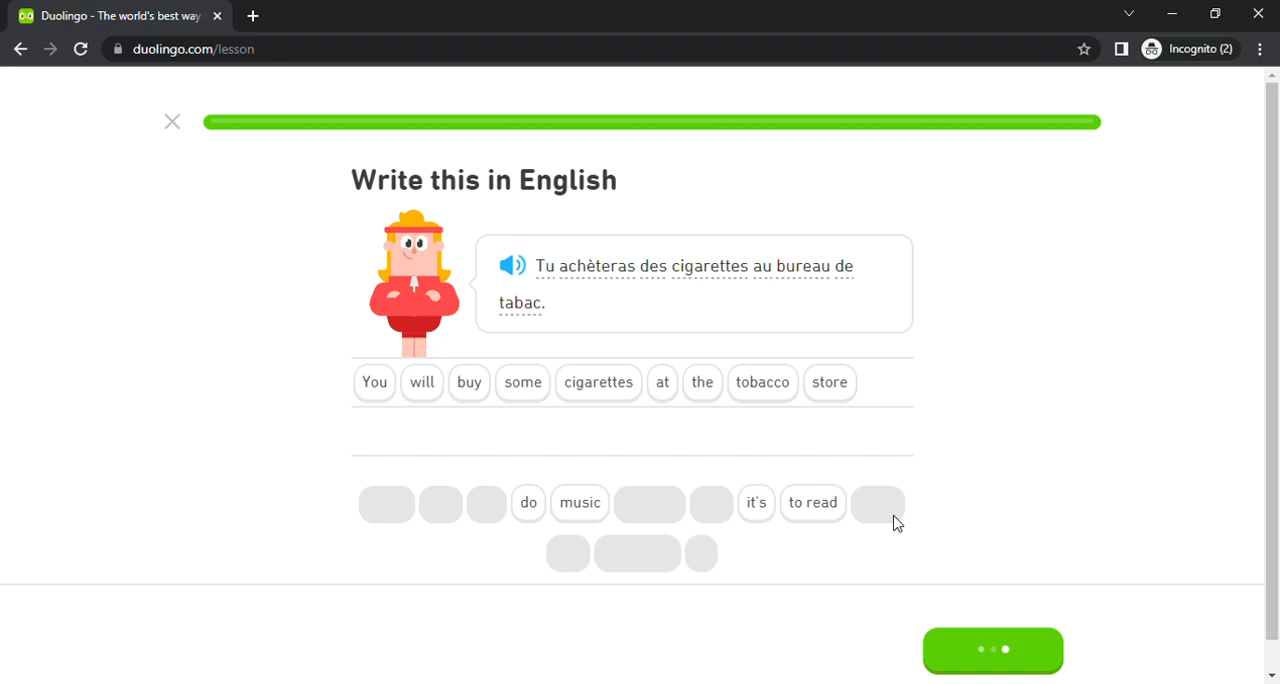 Duolingo - The world's best way
duolingo.com/lesson
Incognito (2)
Write this in English
Tu achèteras des cigarettes au bureau de
tabac.
You will buy some cigarettes at the tobacco store
do music it's to read